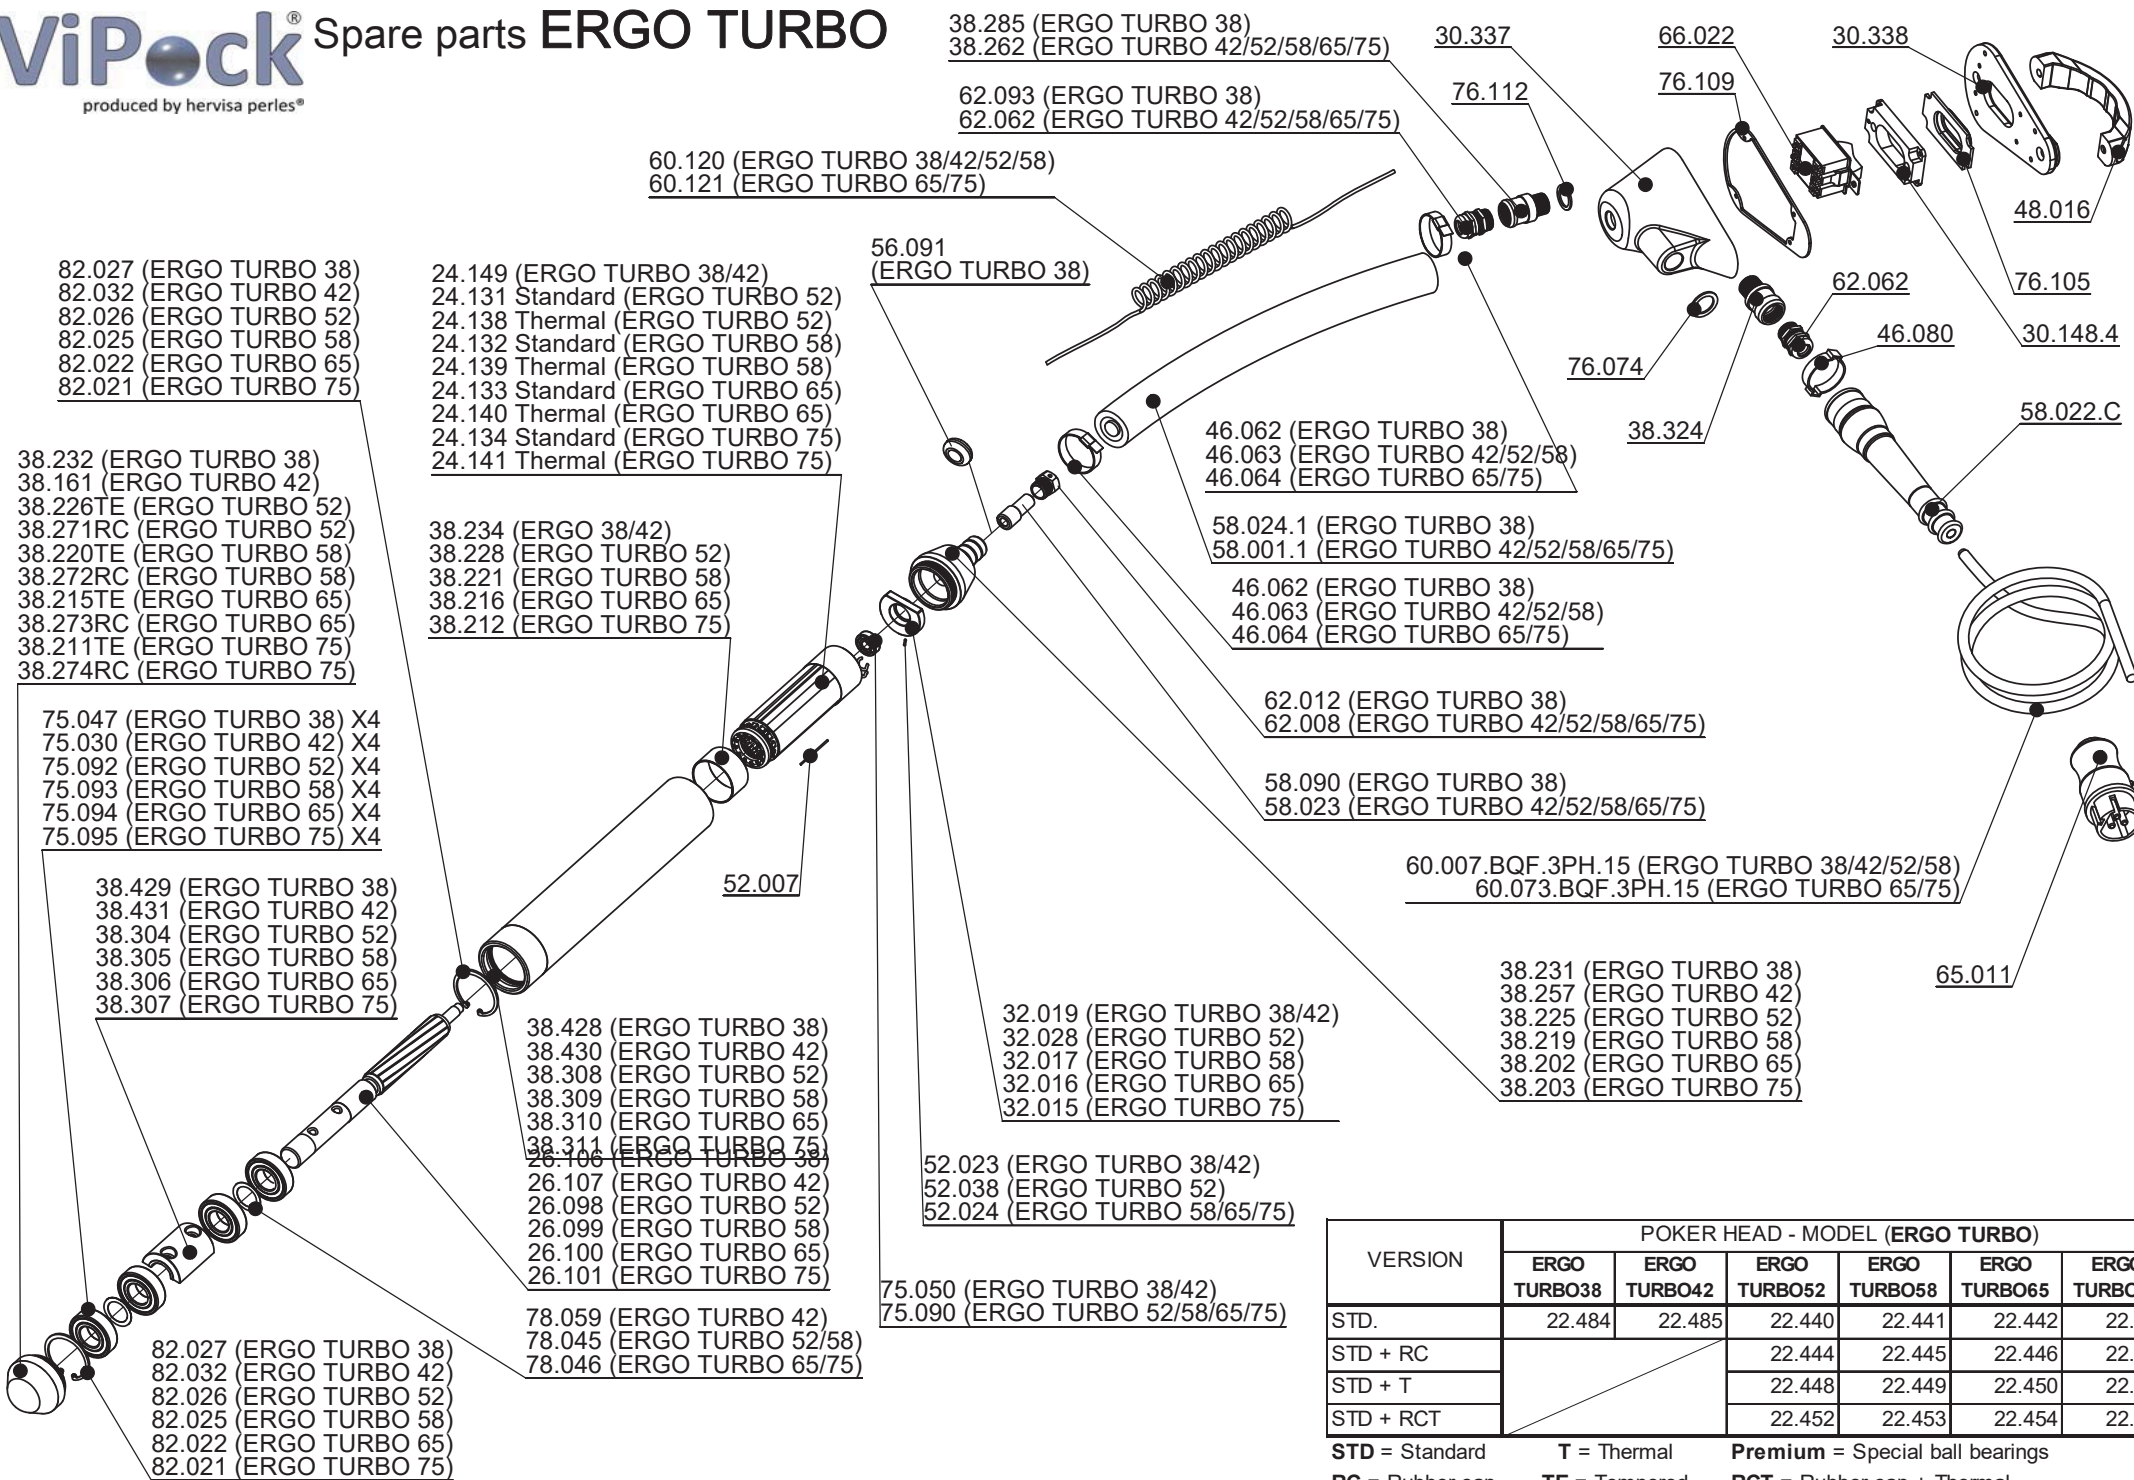 ViPock® Spare parts ERGO TURBO
produced by hervisa perles®
38.285 (ERGO TURBO 38)
38.262 (ERGO TURBO 42/52/58/65/75)
30.337
66.022
30.338
76.112
76.109
62.093 (ERGO TURBO 38)
62.062 (ERGO TURBO 42/52/58/65/75)
60.120 (ERGO TURBO 38/42/52/58)
60.121 (ERGO TURBO 65/75)
48.016
56.091
(ERGO TURBO 38)
82.027 (ERGO TURBO 38)
82.032 (ERGO TURBO 42)
82.026 (ERGO TURBO 52)
82.025 (ERGO TURBO 58)
82.022 (ERGO TURBO 65)
82.021 (ERGO TURBO 75)
24.149 (ERGO TURBO 38/42)
24.131 Standard (ERGO TURBO 52)
24.138 Thermal (ERGO TURBO 52)
24.132 Standard (ERGO TURBO 58)
24.139 Thermal (ERGO TURBO 58)
24.133 Standard (ERGO TURBO 65)
24.140 Thermal (ERGO TURBO 65)
24.134 Standard (ERGO TURBO 75)
24.141 Thermal (ERGO TURBO 75)
62.062
76.105
46.080
30.148.4
76.074
38.324
58.022.C
46.062 (ERGO TURBO 38)
46.063 (ERGO TURBO 42/52/58)
46.064 (ERGO TURBO 65/75)
38.232 (ERGO TURBO 38)
38.161 (ERGO TURBO 42)
38.226TE (ERGO TURBO 52)
38.271RC (ERGO TURBO 52)
38.220TE (ERGO TURBO 58)
38.272RC (ERGO TURBO 58)
38.215TE (ERGO TURBO 65)
38.273RC (ERGO TURBO 65)
38.211TE (ERGO TURBO 75)
38.274RC (ERGO TURBO 75)
38.234 (ERGO 38/42)
38.228 (ERGO TURBO 52)
38.221 (ERGO TURBO 58)
38.216 (ERGO TURBO 65)
38.212 (ERGO TURBO 75)
58.024.1 (ERGO TURBO 38)
58.001.1 (ERGO TURBO 42/52/58/65/75)
46.062 (ERGO TURBO 38)
46.063 (ERGO TURBO 42/52/58)
46.064 (ERGO TURBO 65/75)
62.012 (ERGO TURBO 38)
62.008 (ERGO TURBO 42/52/58/65/75)
58.090 (ERGO TURBO 38)
58.023 (ERGO TURBO 42/52/58/65/75)
75.047 (ERGO TURBO 38) X4
75.030 (ERGO TURBO 42) X4
75.092 (ERGO TURBO 52) X4
75.093 (ERGO TURBO 58) X4
75.094 (ERGO TURBO 65) X4
75.095 (ERGO TURBO 75) X4
52.007
60.007.BQF.3PH.15 (ERGO TURBO 38/42/52/58)
60.073.BQF.3PH.15 (ERGO TURBO 65/75)
38.429 (ERGO TURBO 38)
38.431 (ERGO TURBO 42)
38.304 (ERGO TURBO 52)
38.305 (ERGO TURBO 58)
38.306 (ERGO TURBO 65)
38.307 (ERGO TURBO 75)
65.011
38.231 (ERGO TURBO 38)
38.257 (ERGO TURBO 42)
38.225 (ERGO TURBO 52)
38.219 (ERGO TURBO 58)
38.202 (ERGO TURBO 65)
38.203 (ERGO TURBO 75)
32.019 (ERGO TURBO 38/42)
32.028 (ERGO TURBO 52)
32.017 (ERGO TURBO 58)
32.016 (ERGO TURBO 65)
32.015 (ERGO TURBO 75)
38.428 (ERGO TURBO 38)
38.430 (ERGO TURBO 42)
38.308 (ERGO TURBO 52)
38.309 (ERGO TURBO 58)
38.310 (ERGO TURBO 65)
38.311 (ERGO TURBO 75)
26.106 (ERGO TURBO 38)
26.107 (ERGO TURBO 42)
26.098 (ERGO TURBO 52)
26.099 (ERGO TURBO 58)
26.100 (ERGO TURBO 65)
26.101 (ERGO TURBO 75)
52.023 (ERGO TURBO 38/42)
52.038 (ERGO TURBO 52)
52.024 (ERGO TURBO 58/65/75)
75.050 (ERGO TURBO 38/42)
75.090 (ERGO TURBO 52/58/65/75)
78.059 (ERGO TURBO 42)
78.045 (ERGO TURBO 52/58)
78.046 (ERGO TURBO 65/75)
82.027 (ERGO TURBO 38)
82.032 (ERGO TURBO 42)
82.026 (ERGO TURBO 52)
82.025 (ERGO TURBO 58)
82.022 (ERGO TURBO 65)
82.021 (ERGO TURBO 75)
POKER HEAD - MODEL (ERGO TURBO)
VERSION
ERGO TURBO38 ERGO TURBO42 ERGO TURBO52 ERGO TURBO58 ERGO TURBO65
STD. 22.484 22.485 22.440 22.441 22.442 22.
STD + RC 22.444 22.445 22.446 22.
STD + T 22.448 22.449 22.450 22.
STD + RCT 22.452 22.453 22.454 22.
STD = Standard T = Thermal Premium = Special ball bearings
RC = Rubber cap TE = Tempered RCT = Rubber cap + Thermal